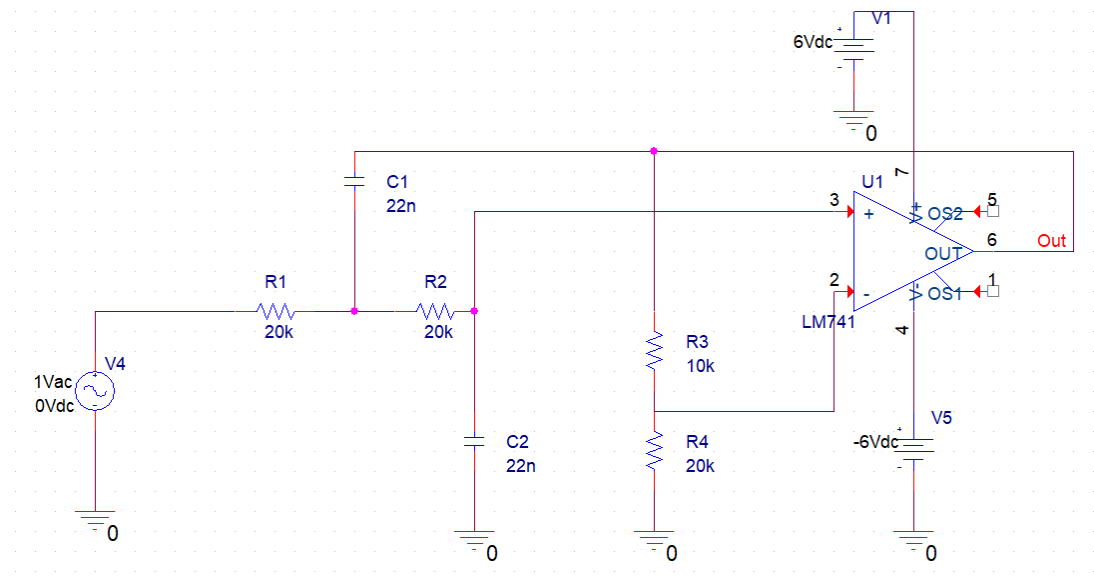 V1
+
6Vdc
-
0
C1
22n
7
U1
3
+
V+
OS2
5
OUT
6
Out
2
-
V-
OS1
1
LM741
4
R1
20k
R2
20k
V4
1Vac
+
0Vdc
-
0
R3
10k
C2
22n
R4
20k
V5
+
-6Vdc
-
0
0
0